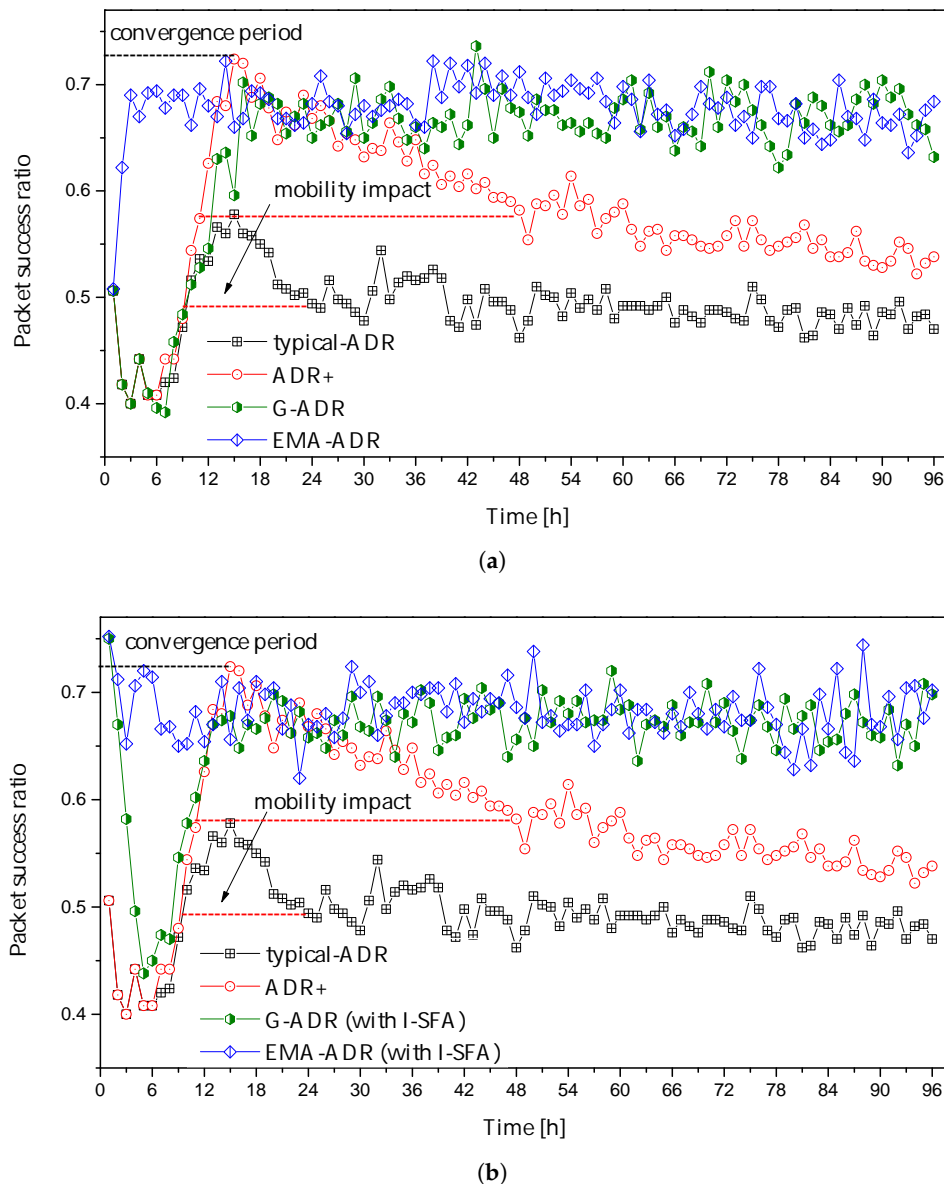 convergence period
0.7
0.6
0.5
0.4
Packet success ratio
mobility impact
typical-ADR
ADR+
G-ADR
EMA-ADR
0 6 12 18 24 30 36 42 48 54 60 66 72 78 84 90 96
Time [h]
(a)
convergence period
0.7
0.6
0.5
0.4
Packet success ratio
mobility impact
typical-ADR
ADR+
G-ADR (with I-SFA)
EMA-ADR (with I-SFA)
0 6 12 18 24 30 36 42 48 54 60 66 72 78 84 90 96
Time [h]
(b)